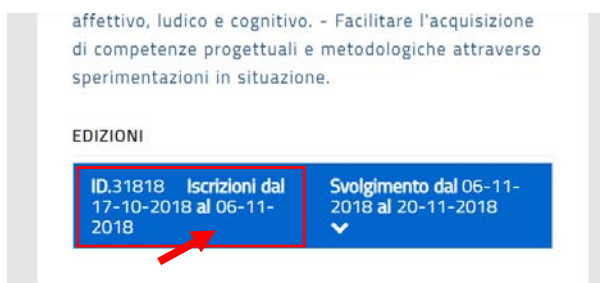 affettivo, ludico e cognitivo. - Facilitare l'acquisizione
di competenze progettuali e metodologiche attraverso
sperimentazioni in situazione.
EDIZIONI
ID.31818 Iscrizioni dal
17-10-2018 al 06-11-
2018
Svolgimento dal 06-11-
2018 al 20-11-2018